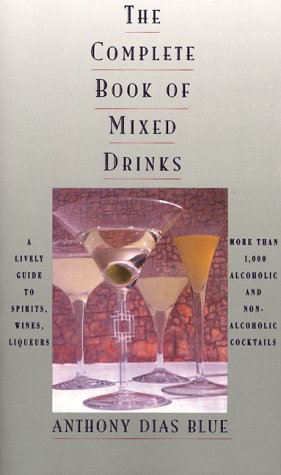 THE
COMPLETE
BOOK OF
MIXED
DRINKS
A
LIVELY
GUIDE
TO
SPIRITS,
WINES,
LIQUEURS
MORE THAN
1,000
ALCOHOLIC
AND
NON-
ALCOHOLIC
COCKTAILS
ANTHONY DIAS BLUE